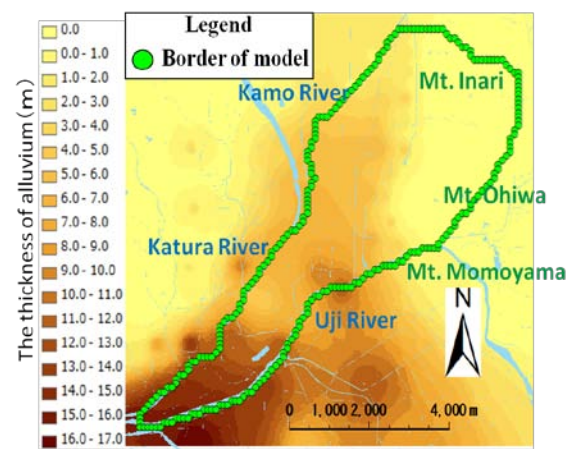 Legend
Border of model
The thickness of alluvium (m)
0.0
0.0 - 1.0
1.0 - 2.0
2.0 - 3.0
3.0 - 4.0
4.0 - 5.0
5.0 - 6.0
6.0 - 7.0
7.0 - 8.0
8.0 - 9.0
9.0 - 10.0
10.0 - 11.0
11.0 - 12.0
12.0 - 13.0
13.0 - 14.0
14.0 - 15.0
15.0 - 16.0
16.0 - 17.0
Kamo River
Mt. Inari
Mt. Ohiwa
Katura River
Mt. Momoyama
Uji River
N
0 1,000 2,000 4,000 m